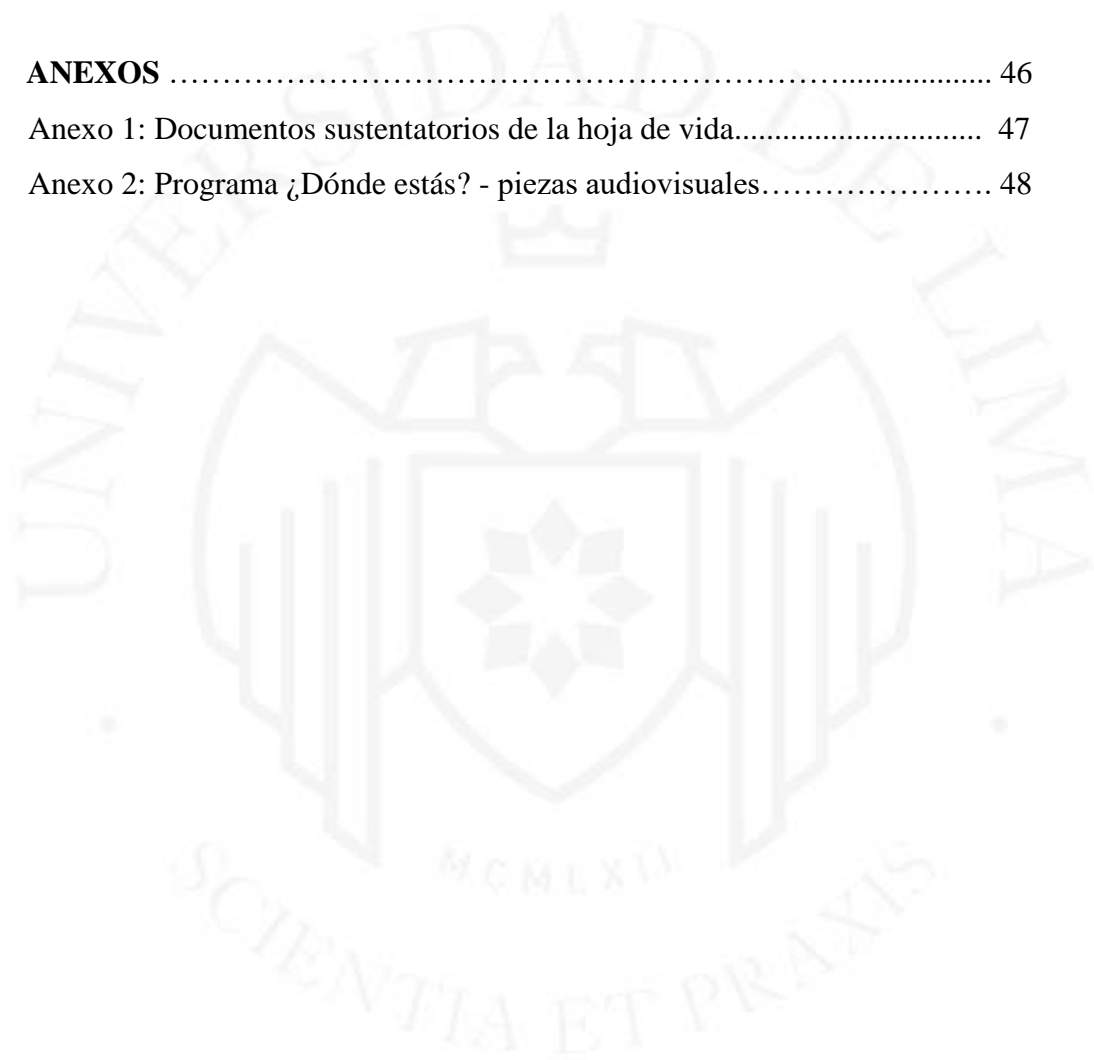 ANEXOS …………………………………………………………….................. 46
Anexo 1: Documentos sustentatorios de la hoja de vida............................. 47
Anexo 2: Programa ¿Dónde estás? - piezas audiovisuales…………………. 48
UNIVERSIDAD DE LIMA
MCMLXII
SCIENTIA ET PRAXIS